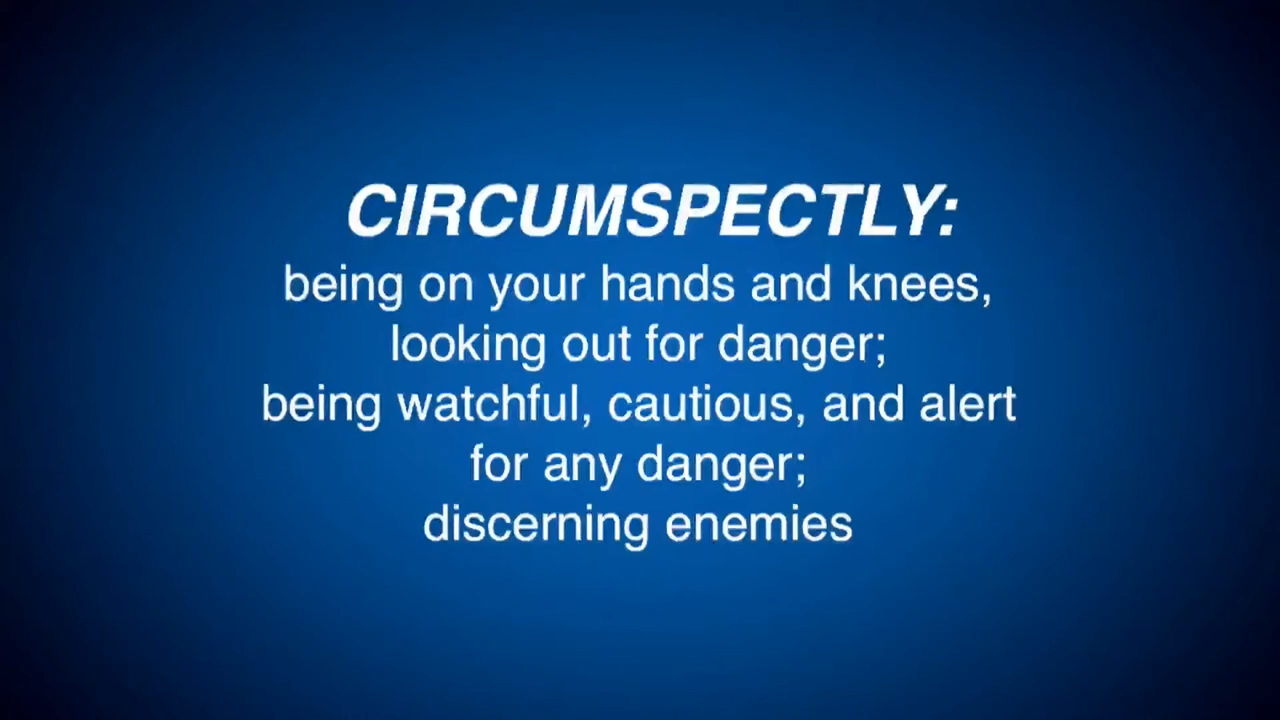 CIRCUMSPECTLY:
being on your hands and knees,
looking out for danger;
being watchful, cautious, and alert
for any danger;
discerning enemies